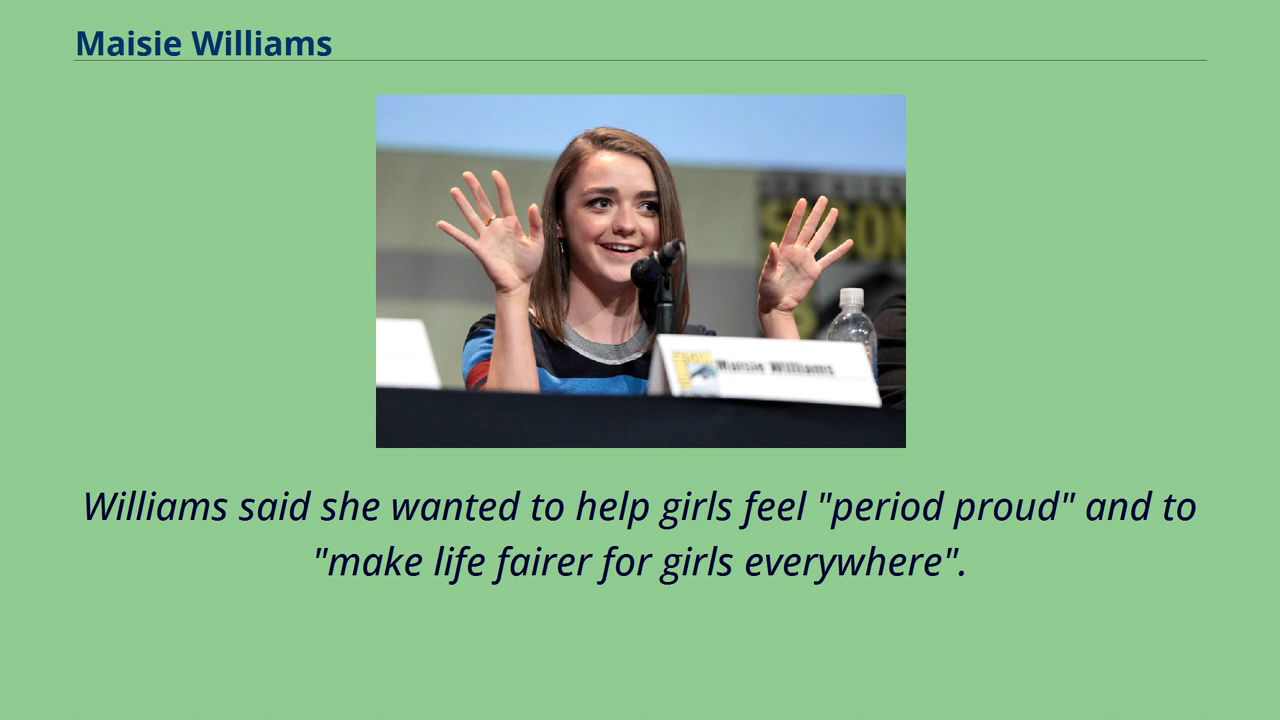 Maisie Williams
CON
Maisie Williams
Williams said she wanted to help girls feel "period proud" and to
"make life fairer for girls everywhere".